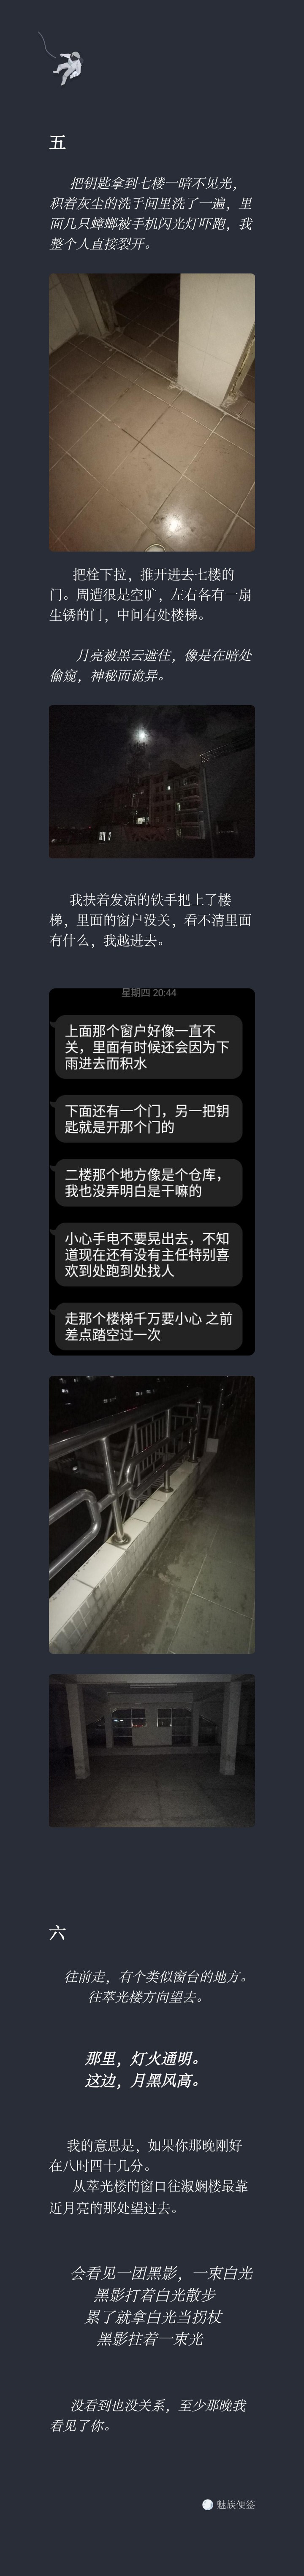 五
把钥匙拿到七楼一暗不见光，
积着灰尘的洗手间里洗了一遍，里
面几只蟑螂被手机闪光灯吓跑，我
整个人直接裂开。
把栓下拉，推开进去七楼的
门。周遭很是空旷，左右各有一扇
生锈的门，中间有处楼梯。
月亮被黑云遮住，像是在暗处
偷窥，神秘而诡异。
我扶着发凉的铁手把上了楼
梯，里面的窗户没关，看不清里面
有什么，我越进去。
星期四 20:44
上面那个窗户好像一直不
关，里面有时候还会因为下
雨进去而积水
下面还有一个门，另一把钥
匙就是开那个门的
二楼那个地方像是个仓库，
我也没弄明白是干嘛的
小心手电不要晃出去，不知
道现在还有没有主任特别喜
欢到处跑到处找人
走那个楼梯千万要小心 之前
差点踏空过一次
六
往前走，有个类似窗台的地方。
往萃光楼方向望去。
那里，灯火通明。
这边，月黑风高。
我的意思是，如果你那晚刚好
在八时四十几分。
从萃光楼的窗口往淑娴楼最靠
近月亮的那处望过去。
会看见一团黑影，一束白光
黑影打着白光散步
累了就拿白光当拐杖
黑影拄着一束光
没看到也没关系，至少那晚我
看见了你。
魅族便签